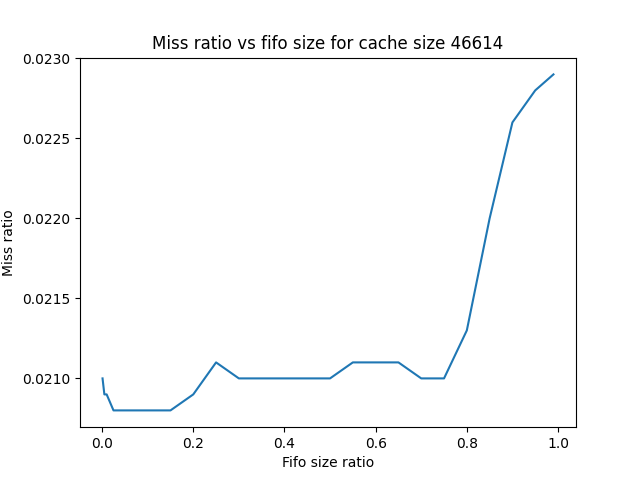 Miss ratio vs fifo size for cache size 46614
0.0230
0.0225
0.0220
0.0215
0.0210
Miss ratio
0.0 0.2 0.4 0.6 0.8 1.0
Fifo size ratio